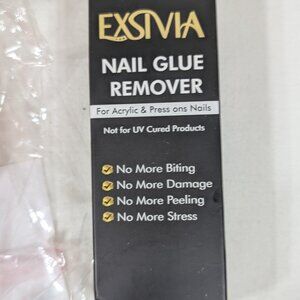 EXSIVIA
NAIL GLUE
REMOVER
For Acrylic & Press ons Nails
Not for UV Cured Products
No More Biting
No More Damage
No More Peeling
No More Stress